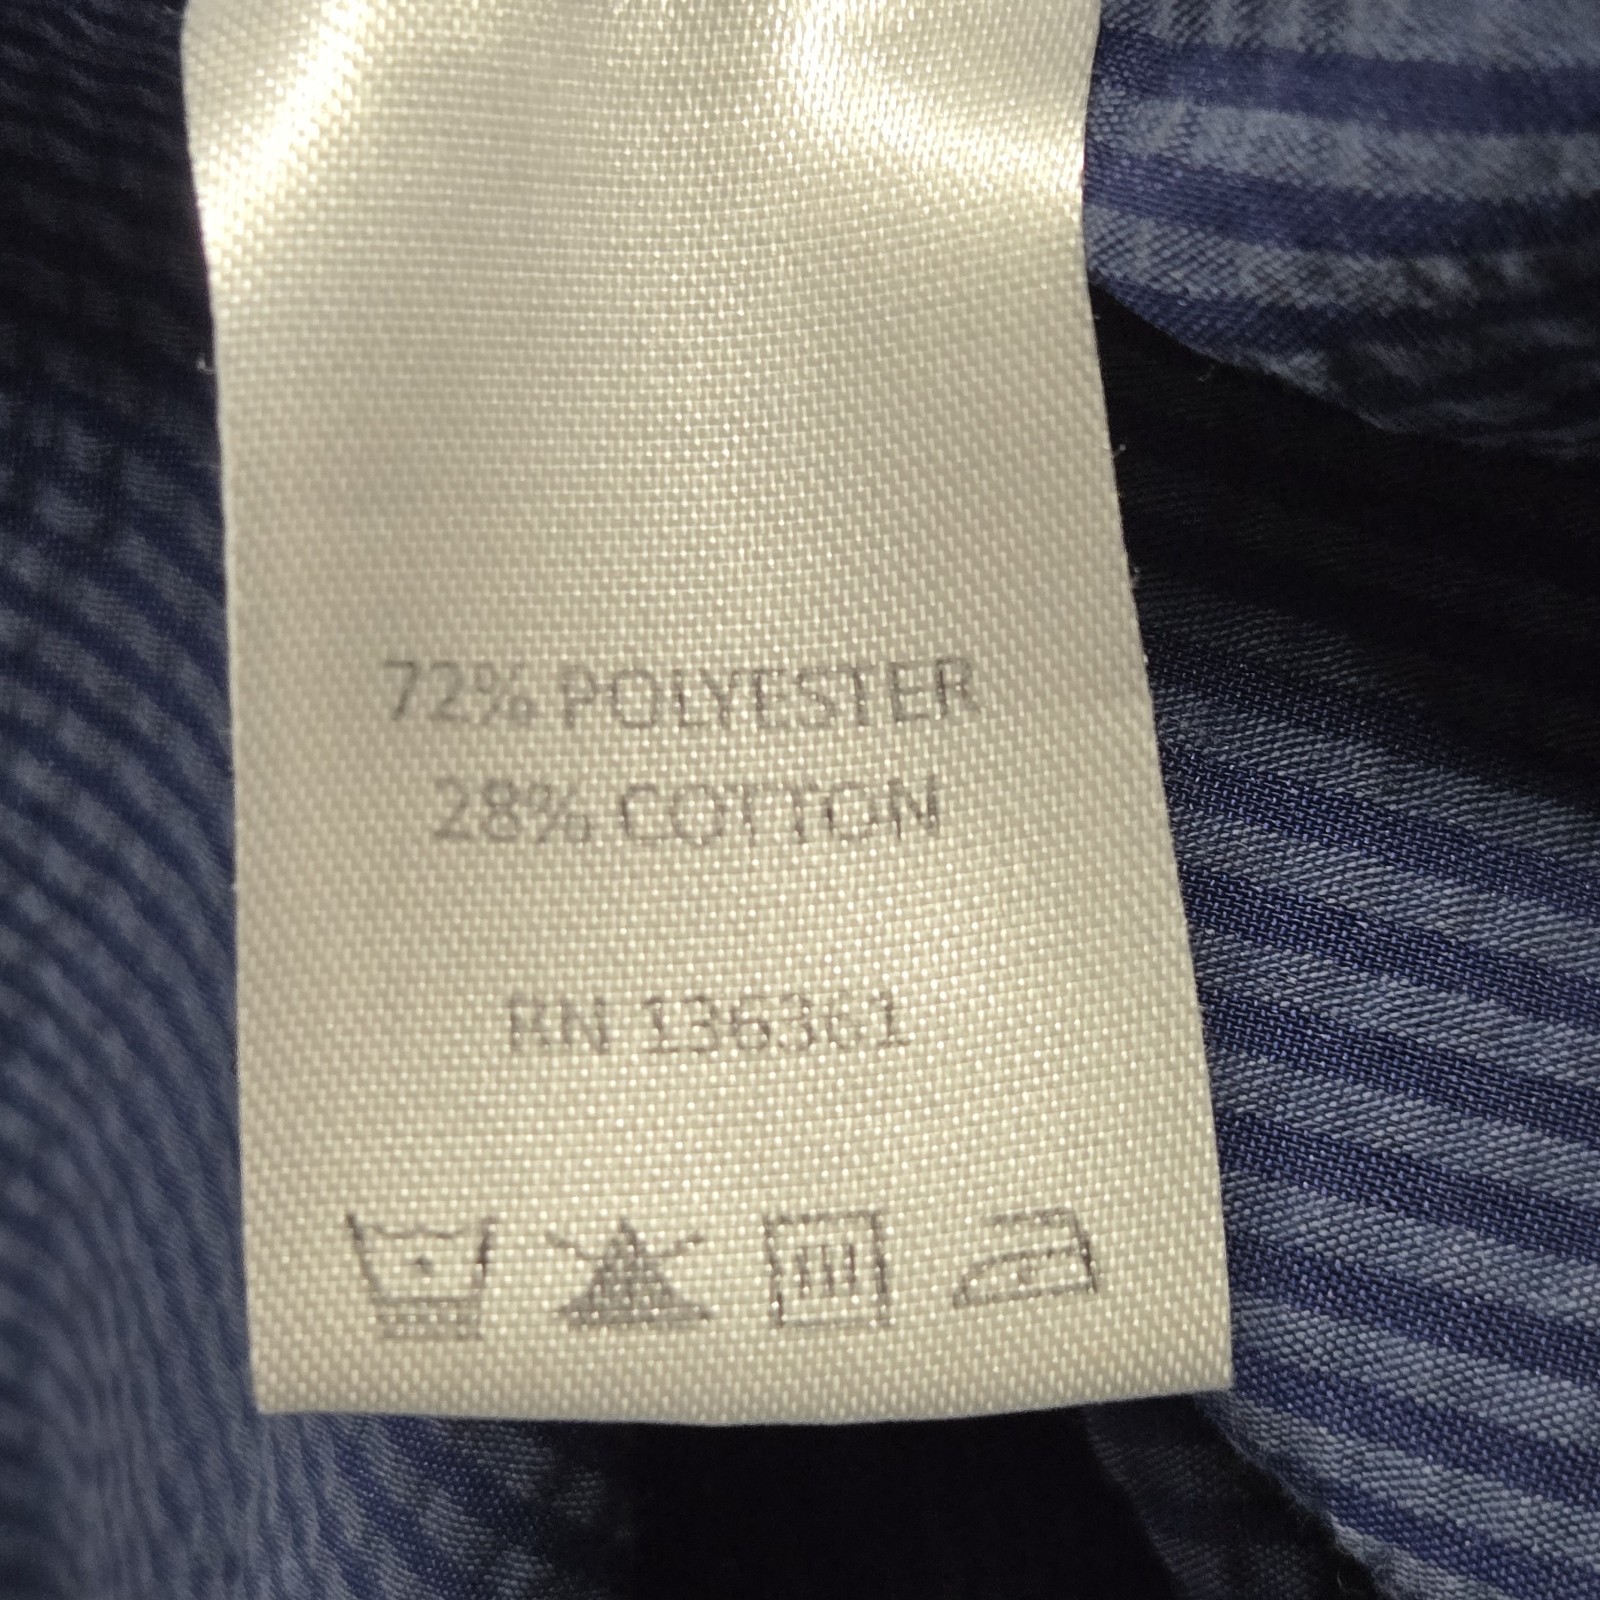 72% POLYESTER
28% COTTON
RN 136361